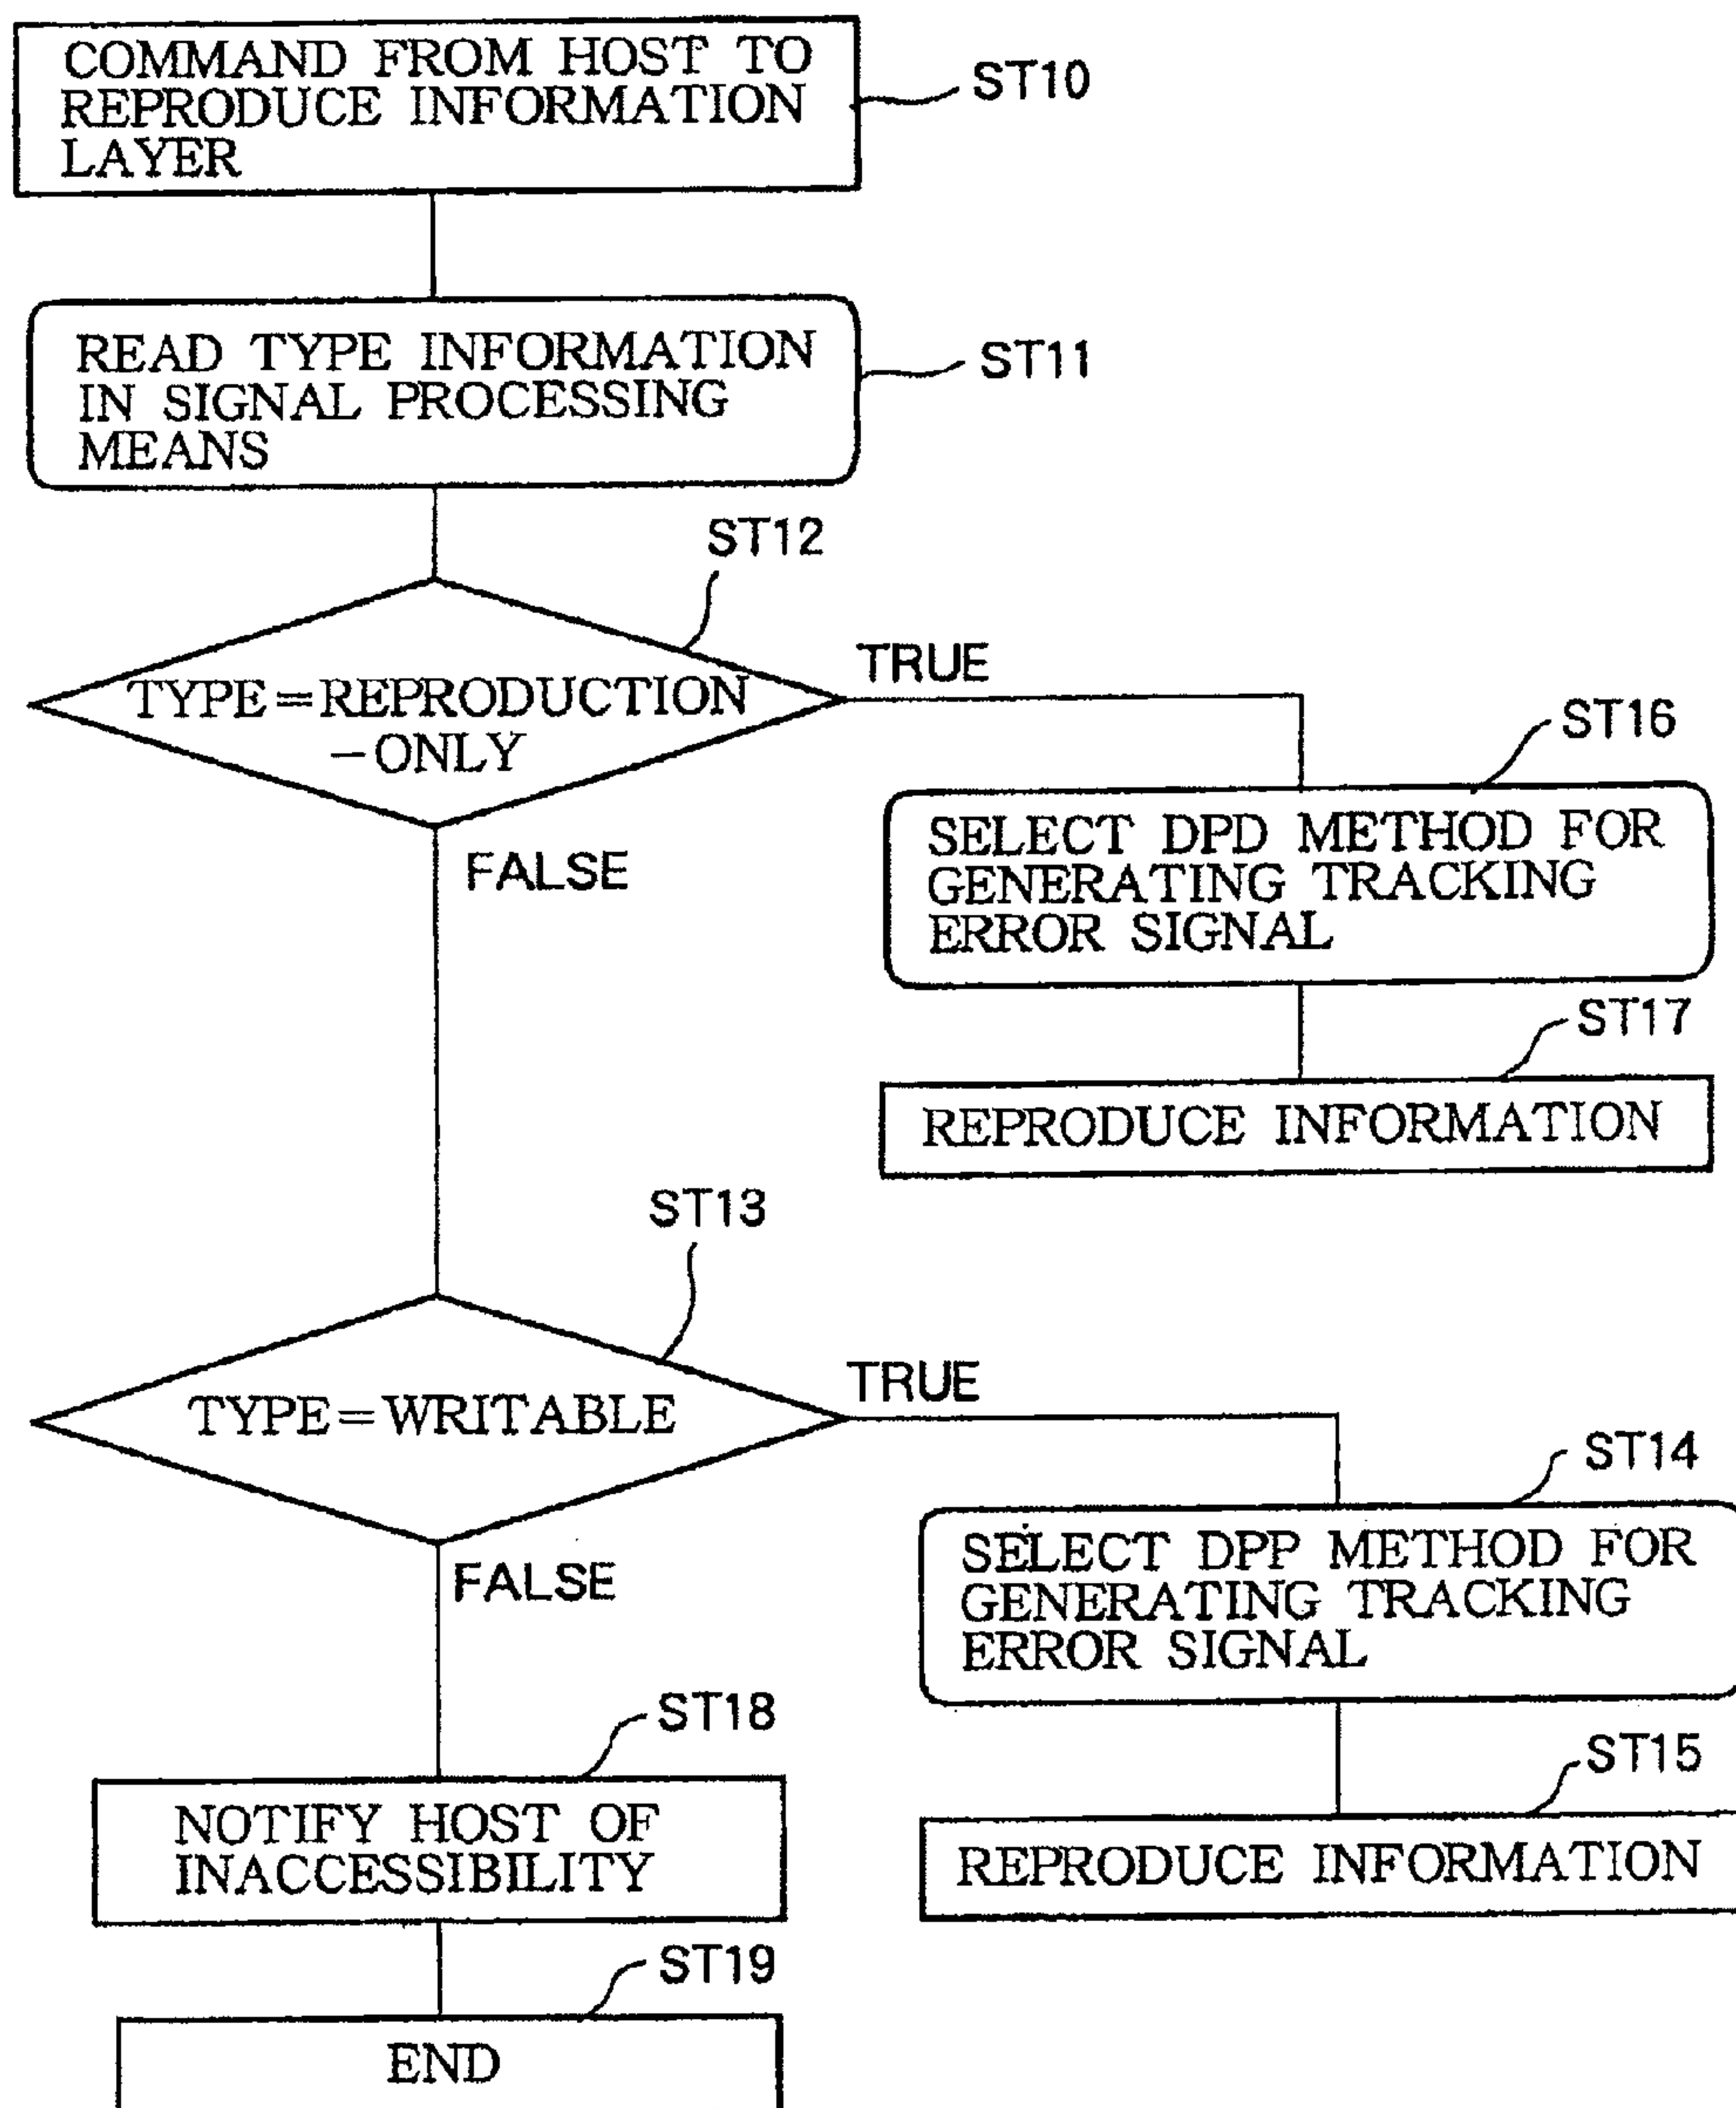 COMMAND FROM HOST TO
REPRODUCE INFORMATION
LAYER
ST10
READ TYPE INFORMATION
IN SIGNAL PROCESSING
MEANS
ST11
ST12
TYPE=REPRODUCTION
-ONLY
TRUE
FALSE
ST16
SELECT DPD METHOD FOR
GENERATING TRACKING
ERROR SIGNAL
ST17
REPRODUCE INFORMATION
ST13
TYPE=WRITABLE
TRUE
FALSE
ST14
SELECT DPP METHOD FOR
GENERATING TRACKING
ERROR SIGNAL
ST15
REPRODUCE INFORMATION
ST18
NOTIFY HOST OF
INACCESSIBILITY
ST19
END